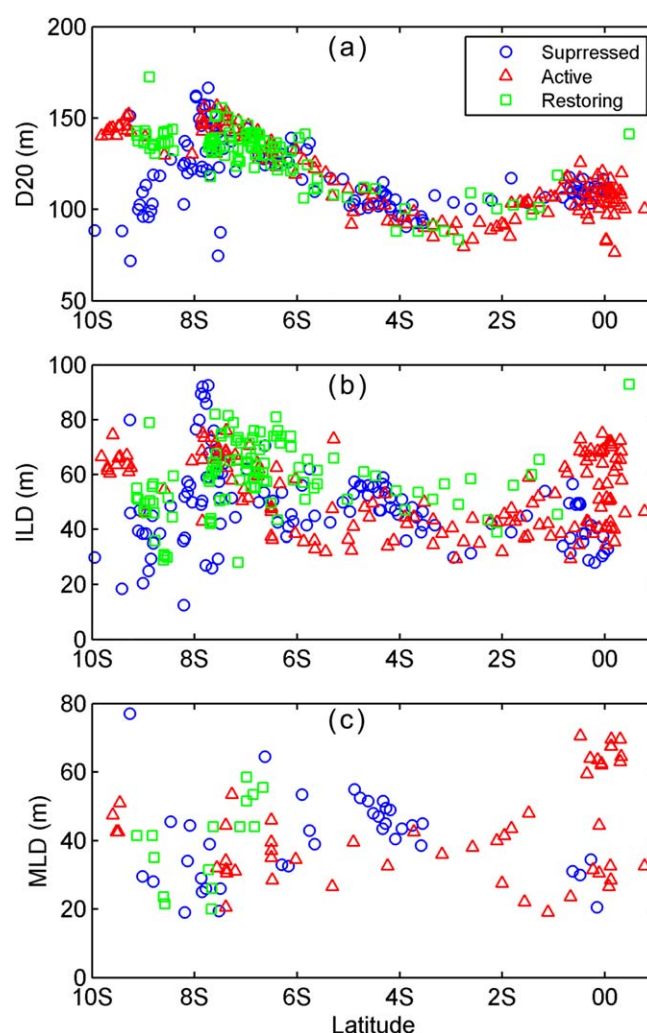 (a)
Suprressed
Active
Restoring
200
150
100
50
D20 (m)
10S 8S 6S 4S 2S 00
(b)
100
80
60
40
20
0
ILD (m)
10S 8S 6S 4S 2S 00
(c)
80
60
40
20
0
MLD (m)
10S 8S 6S 4S 2S 00
Latitude